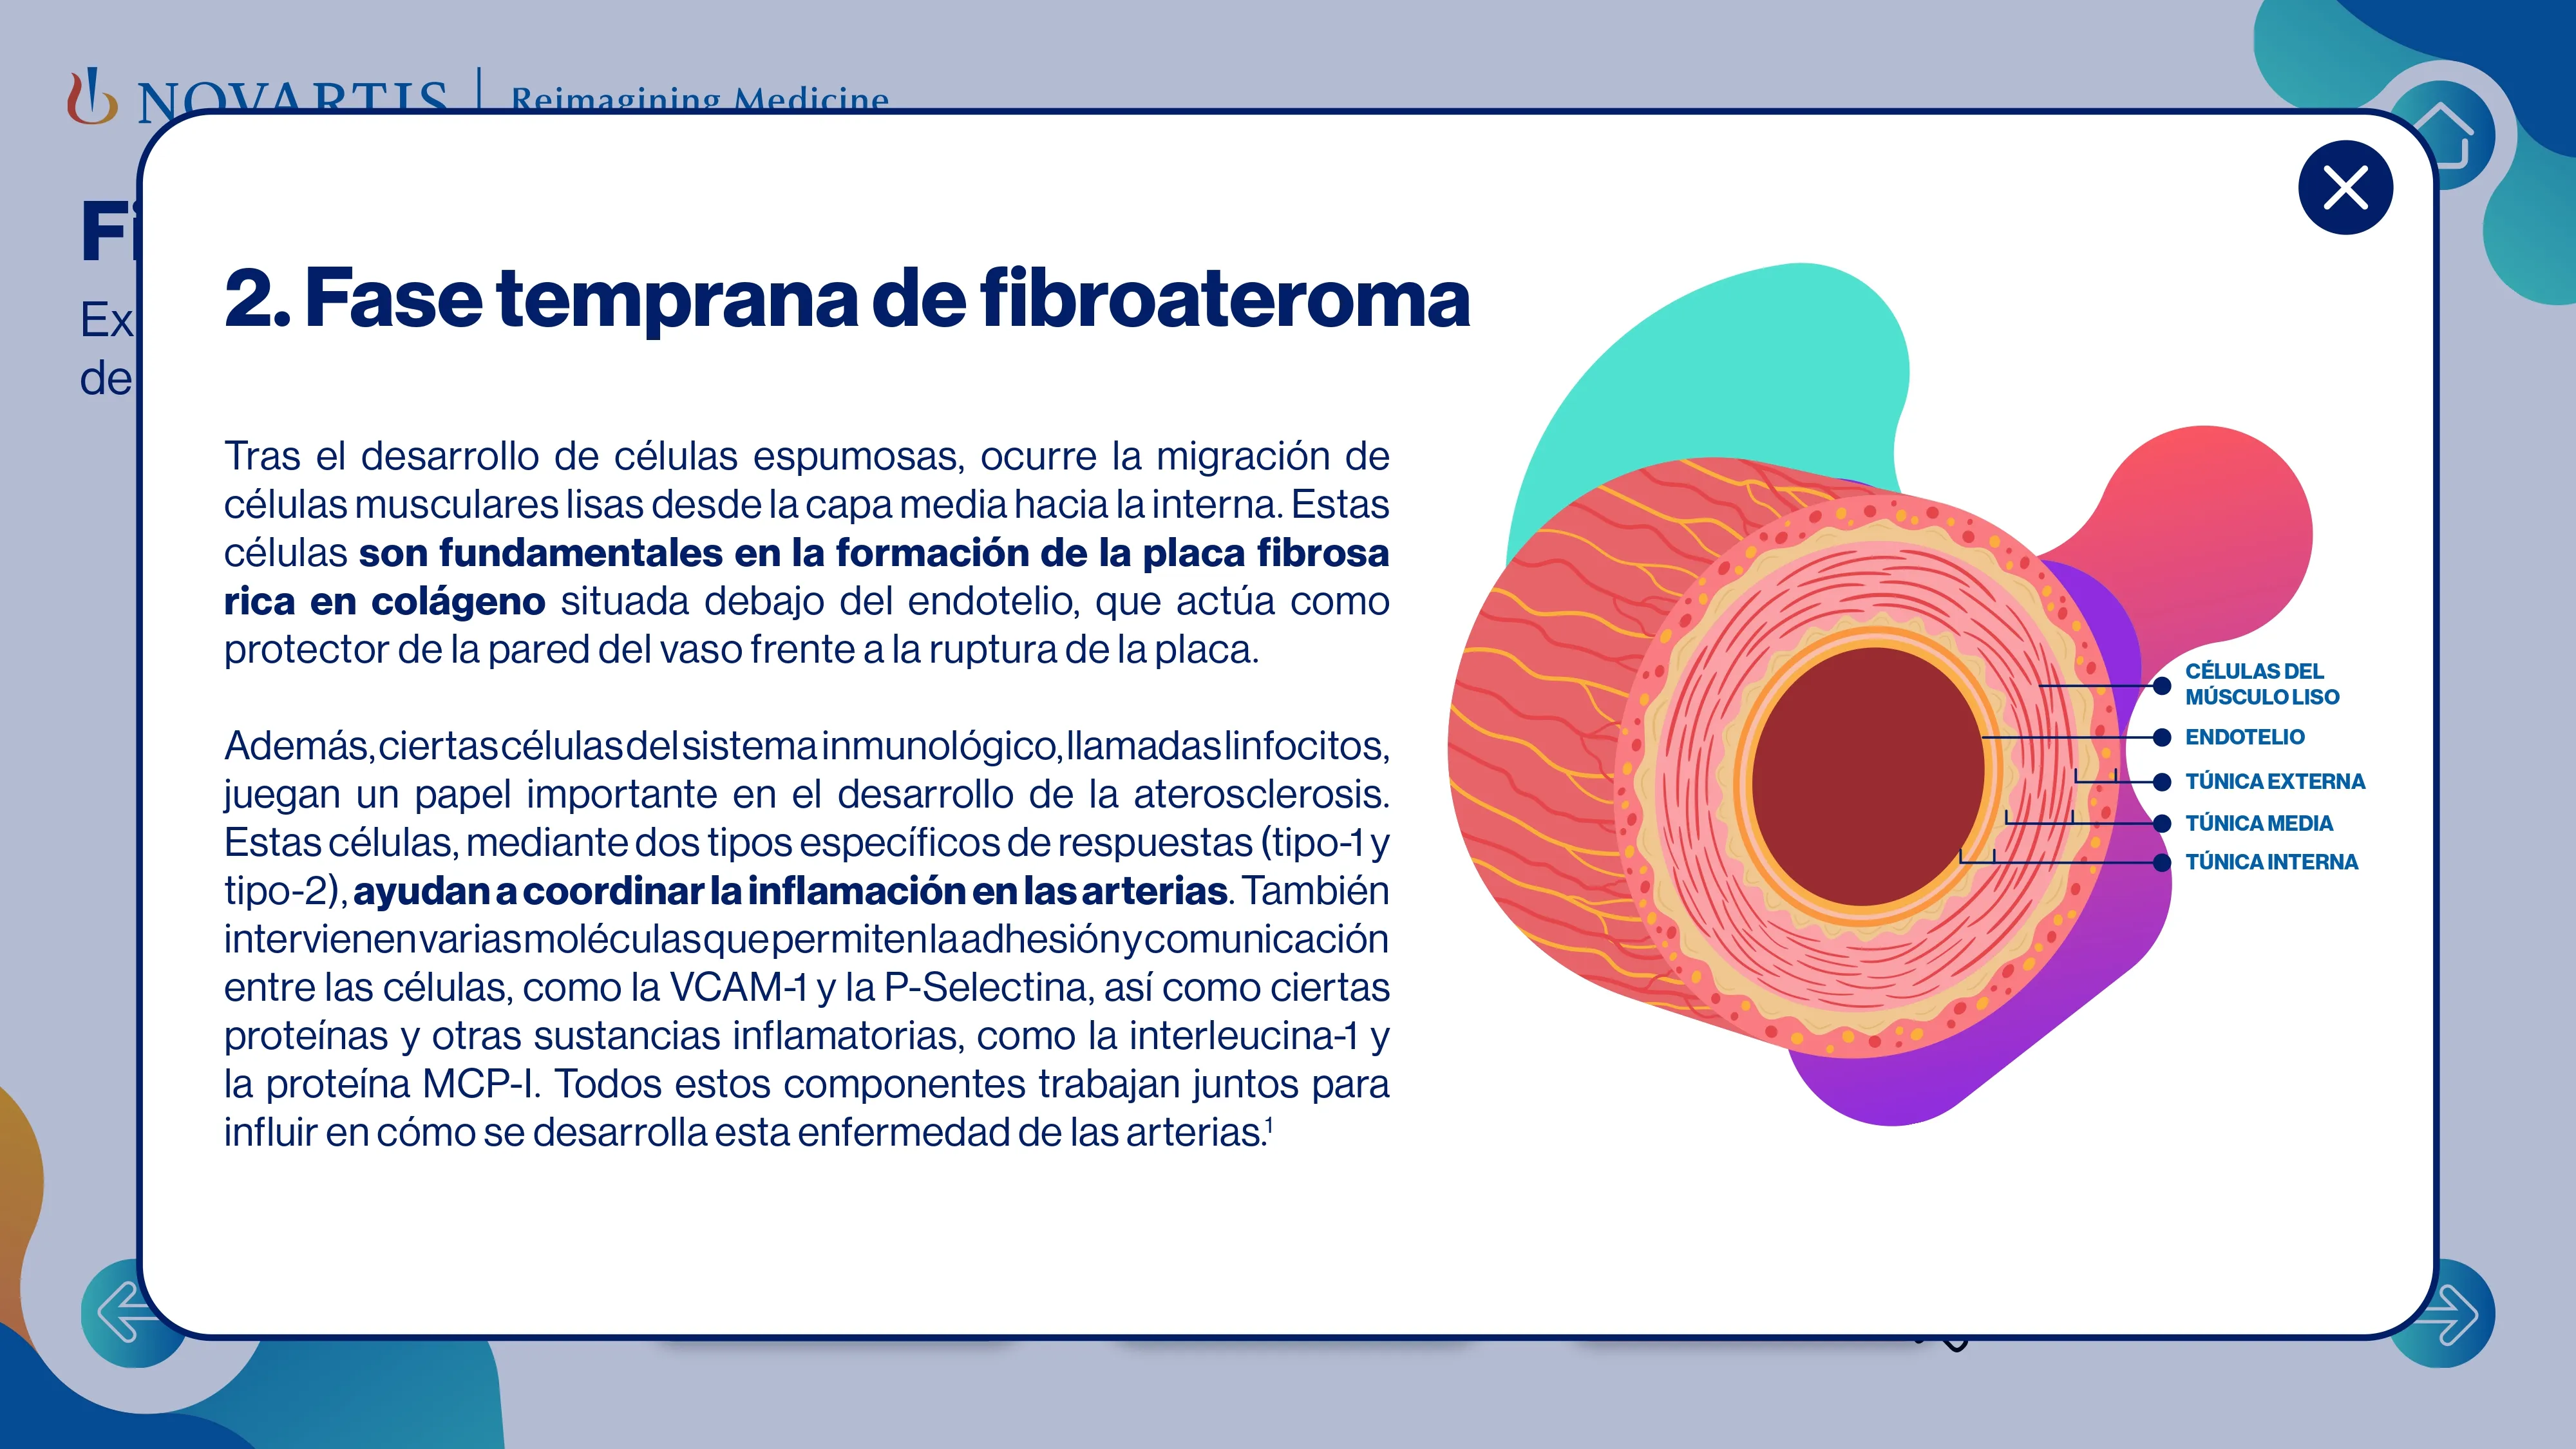 NOVARTIS | Reimagining Medicine
2. Fase temprana de fibroateroma
Tras el desarrollo de células espumosas, ocurre la migración de
células musculares lisas desde la capa media hacia la interna. Estas
células son fundamentales en la formación de la placa fibrosa
rica en colágeno situada debajo del endotelio, que actúa como
protector de la pared del vaso frente a la ruptura de la placa.
Además, ciertas células del sistema inmunológico, llamadas linfocitos,
juegan un papel importante en el desarrollo de la aterosclerosis.
Estas células, mediante dos tipos específicos de respuestas (tipo-1 y
tipo-2), ayudan a coordinar la inflamación en las arterias. También
intervienen varias moléculas que permiten la adhesión y comunicación
entre las células, como la VCAM-1 y la P-Selectina, así como ciertas
proteínas y otras sustancias inflamatorias, como la interleucina-1 y
la proteína MCP-I. Todos estos componentes trabajan juntos para
influir en cómo se desarrolla esta enfermedad de las arterias.¹
CÉLULAS DEL
MÚSCULO LISO
ENDOTELIO
TÚNICA EXTERNA
TÚNICA MEDIA
TÚNICA INTERNA